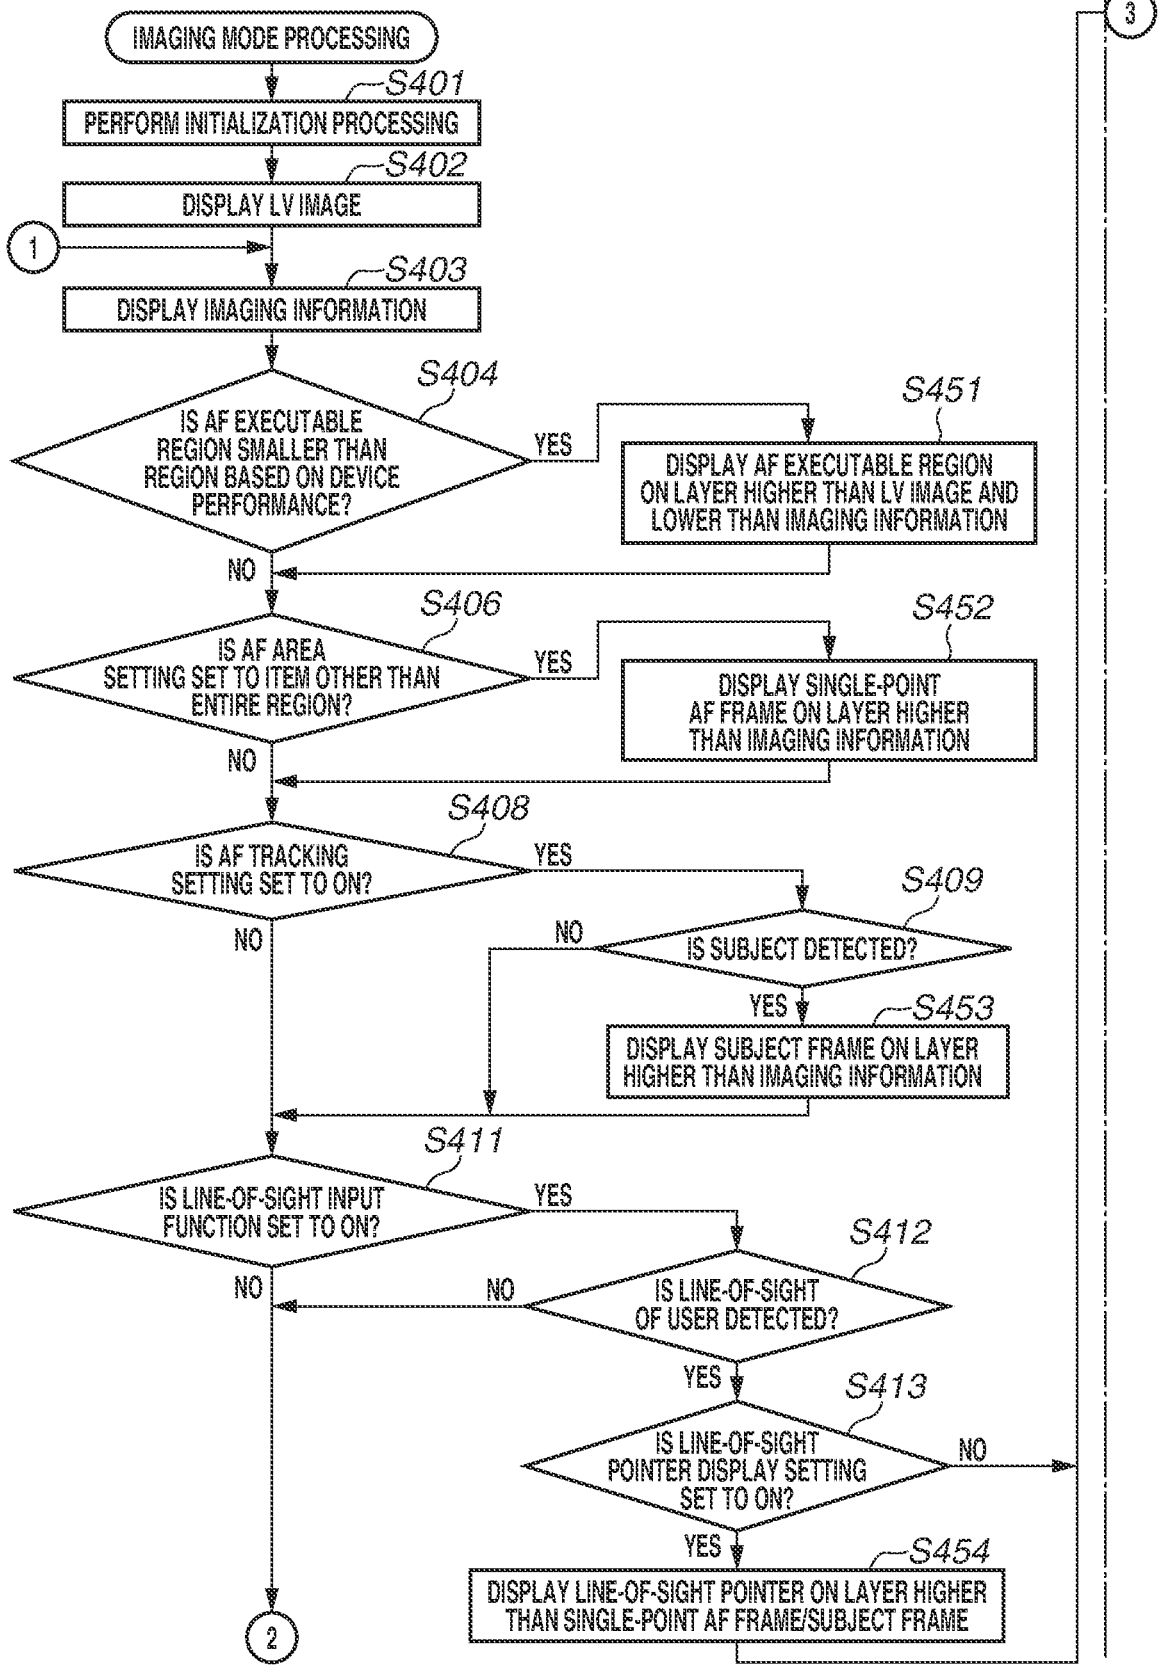 3
IMAGING MODE PROCESSING
S401
PERFORM INITIALIZATION PROCESSING
S402
DISPLAY LV IMAGE
1
S403
DISPLAY IMAGING INFORMATION
S404
IS AF EXECUTABLE
REGION SMALLER THAN
REGION BASED ON DEVICE
PERFORMANCE?
YES
S451
DISPLAY AF EXECUTABLE REGION
ON LAYER HIGHER THAN LV IMAGE AND
LOWER THAN IMAGING INFORMATION
NO
S406
IS AF AREA
SETTING SET TO ITEM OTHER THAN
ENTIRE REGION?
YES
S452
DISPLAY SINGLE-POINT
AF FRAME ON LAYER HIGHER
THAN IMAGING INFORMATION
NO
S408
IS AF TRACKING
SETTING SET TO ON?
YES
S409
NO
IS SUBJECT DETECTED?
NO
YES
S453
DISPLAY SUBJECT FRAME ON LAYER
HIGHER THAN IMAGING INFORMATION
S411
IS LINE-OF-SIGHT INPUT
FUNCTION SET TO ON?
YES
S412
NO
NO
IS LINE-OF-SIGHT
OF USER DETECTED?
YES
S413
IS LINE-OF-SIGHT
POINTER DISPLAY SETTING
SET TO ON?
NO
YES
S454
DISPLAY LINE-OF-SIGHT POINTER ON LAYER HIGHER
THAN SINGLE-POINT AF FRAME/SUBJECT FRAME
2